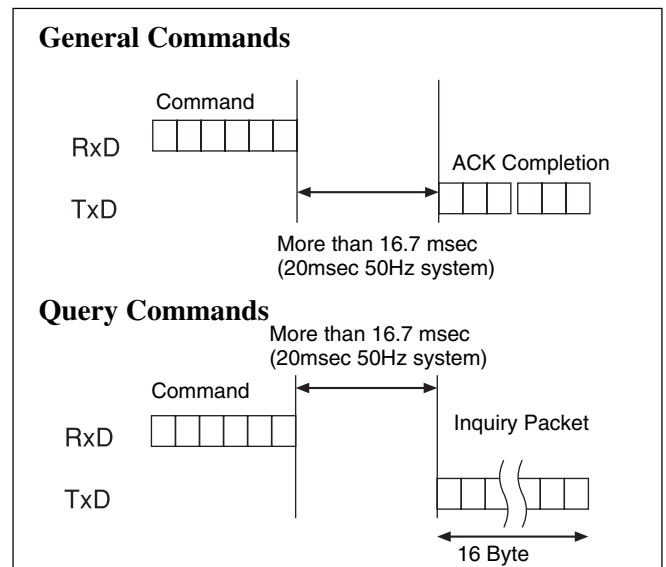 General Commands
Command
RxD
ACK Completion
TxD
More than 16.7 msec
(20msec 50Hz system)
Query Commands
More than 16.7 msec
(20msec 50Hz system)
Command
Inquiry Packet
RxD
TxD
16 Byte